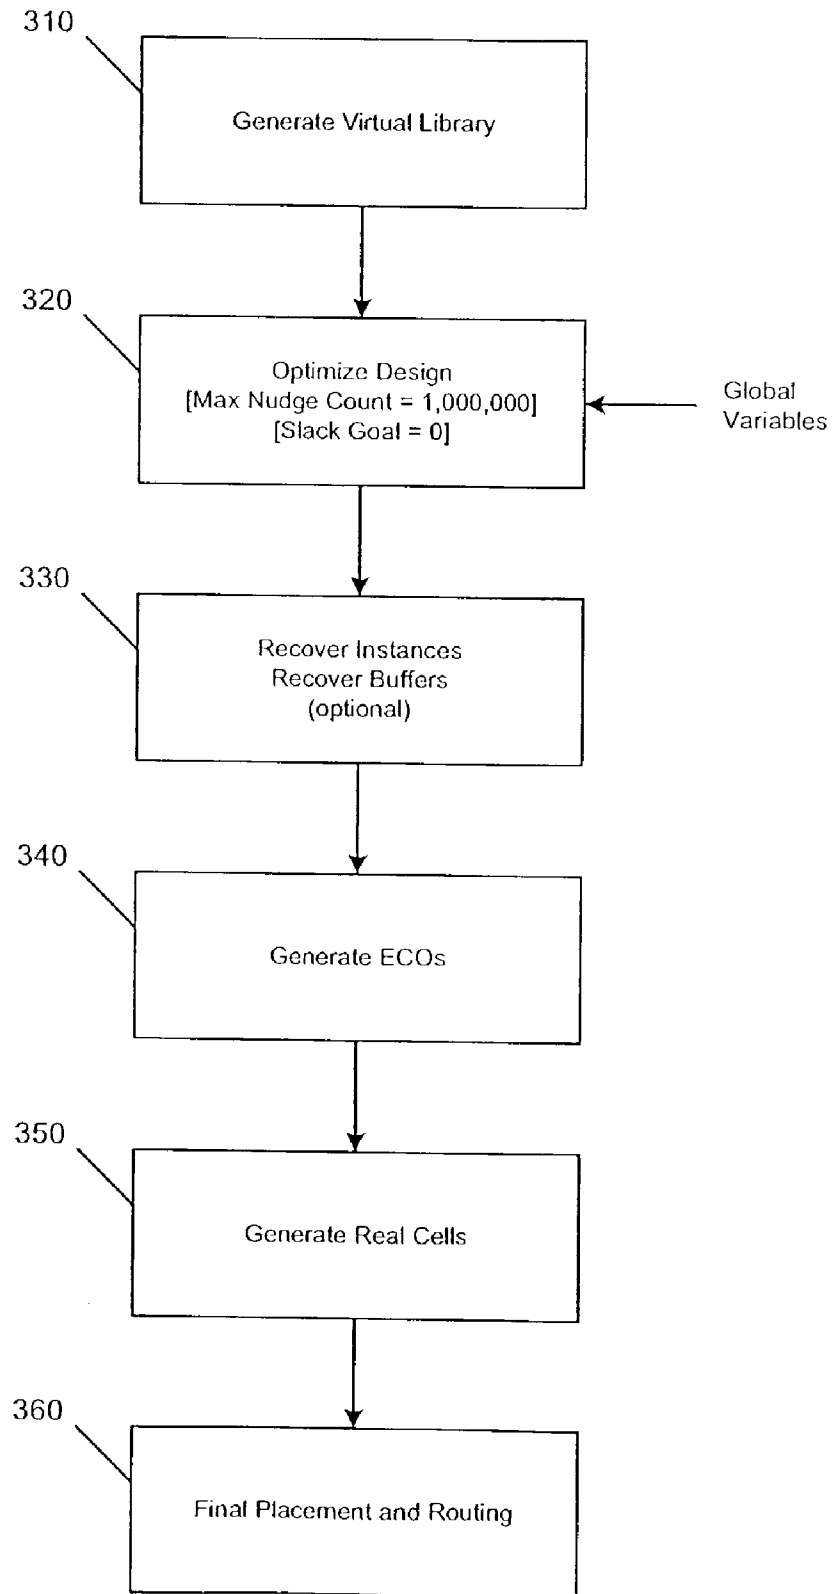 310
Generate Virtual Library
320
Optimize Design
[Max Nudge Count = 1,000,000]
[Slack Goal = 0]
Global
Variables
330
Recover Instances
Recover Buffers
(optional)
340
Generate ECOs
350
Generate Real Cells
360
Final Placement and Routing